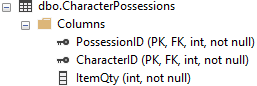 dbo.CharacterPossessions
Columns
PossessionID (PK, FK, int, not null)
CharacterID (PK, FK, int, not null)
ItemQty (int, not null)